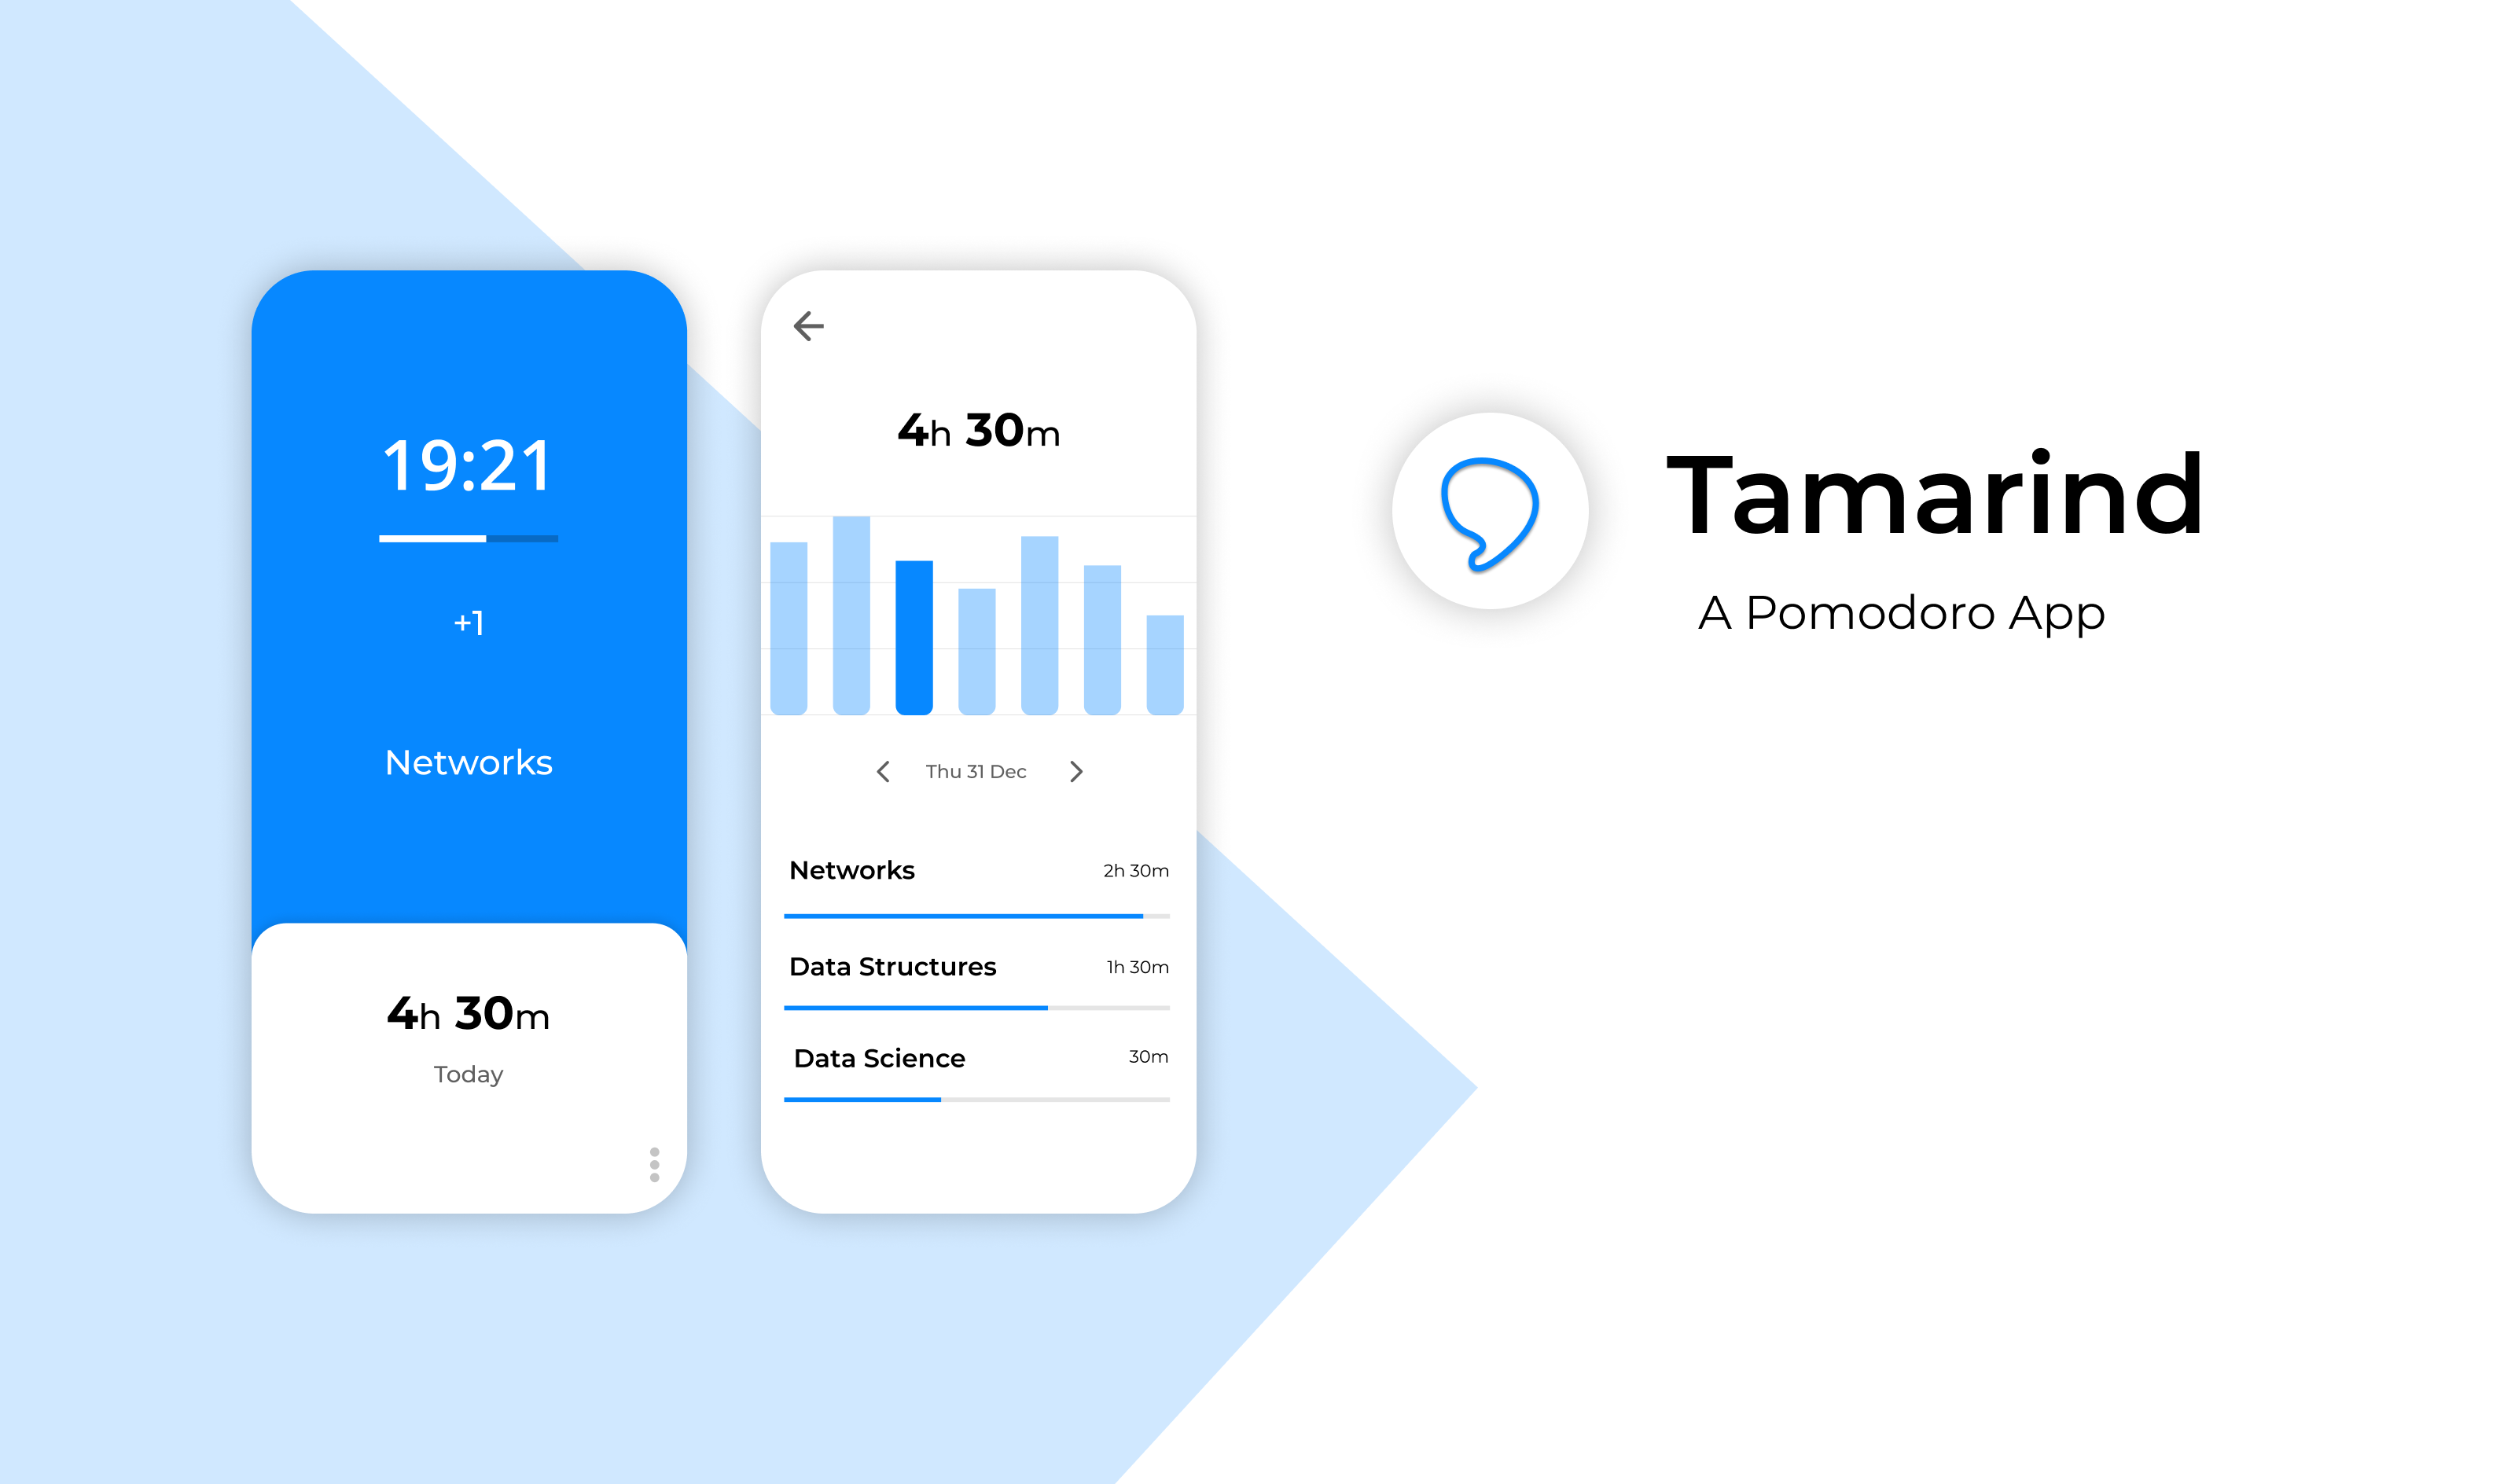 19:21
+1
Networks
4h 30m
Today
4h 30m
Thu 31 Dec
Networks 2h 30m
Data Structures 1h 30m
Data Science 30m
Tamarind
A Pomodoro App